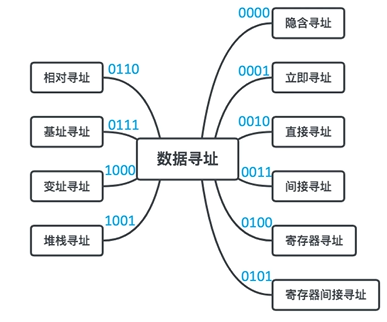 数据寻址
0000
隐含寻址
0001
立即寻址
0010
直接寻址
0011
间接寻址
0100
寄存器寻址
0101
寄存器间接寻址
0110
相对寻址
0111
基址寻址
1000
变址寻址
1001
堆栈寻址